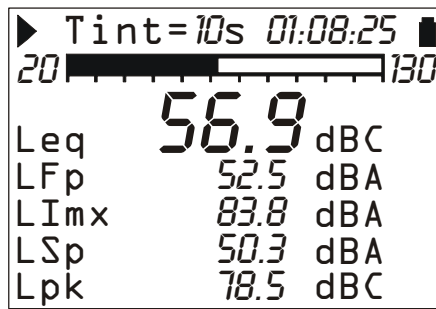 Tint=10s 01:08:25
20 130
Leq 56.9 dBC
LFp 52.5 dBA
LImx 83.8 dBA
LSp 50.3 dBA
Lpk 78.5 dBC